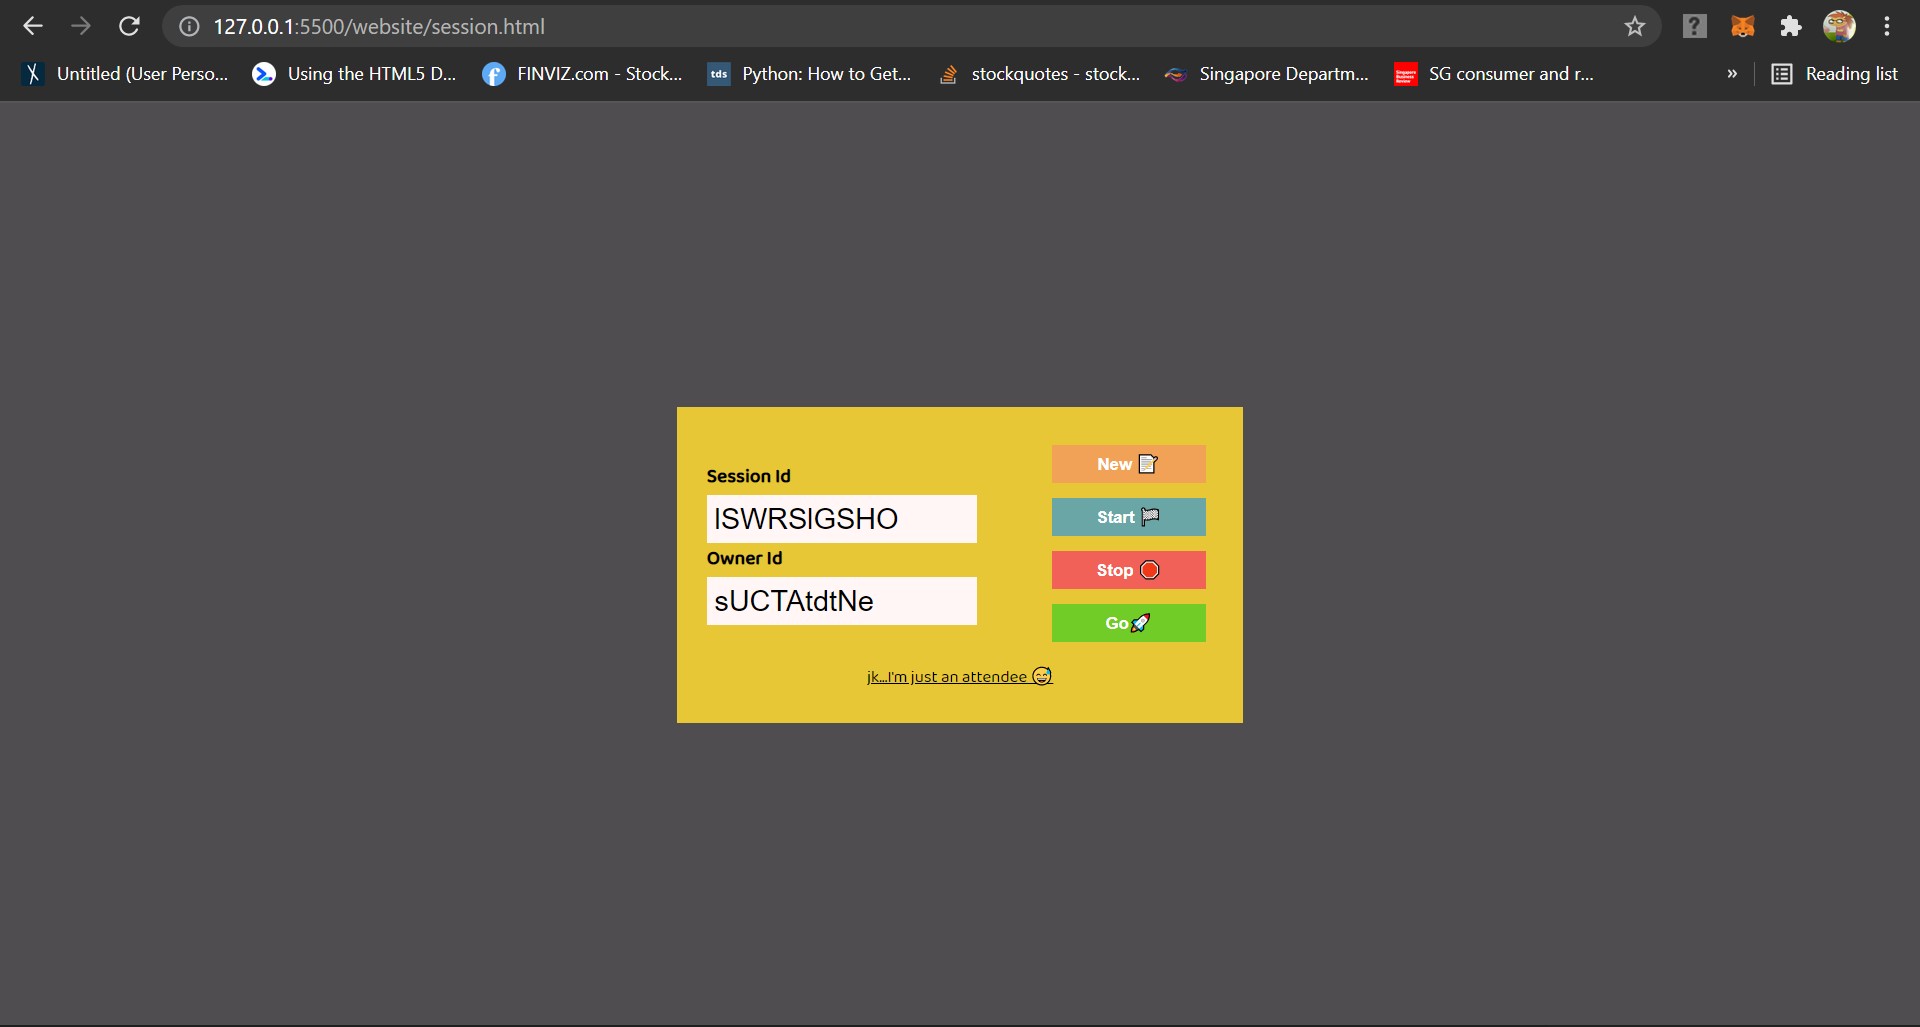 127.0.0.1:5500/website/session.html
Untitled (User Perso... Using the HTML5 D... FINVIZ.com - Stock... tds Python: How to Get... stockquotes - stock... Singapore Departm... SG consumer and r... » Reading list
Session Id
lSWRSlGSHO
Owner Id
sUCTAtdtNe
New 📝
Start 🏁
Stop 🛑
Go🚀
jk...I'm just an attendee 😅